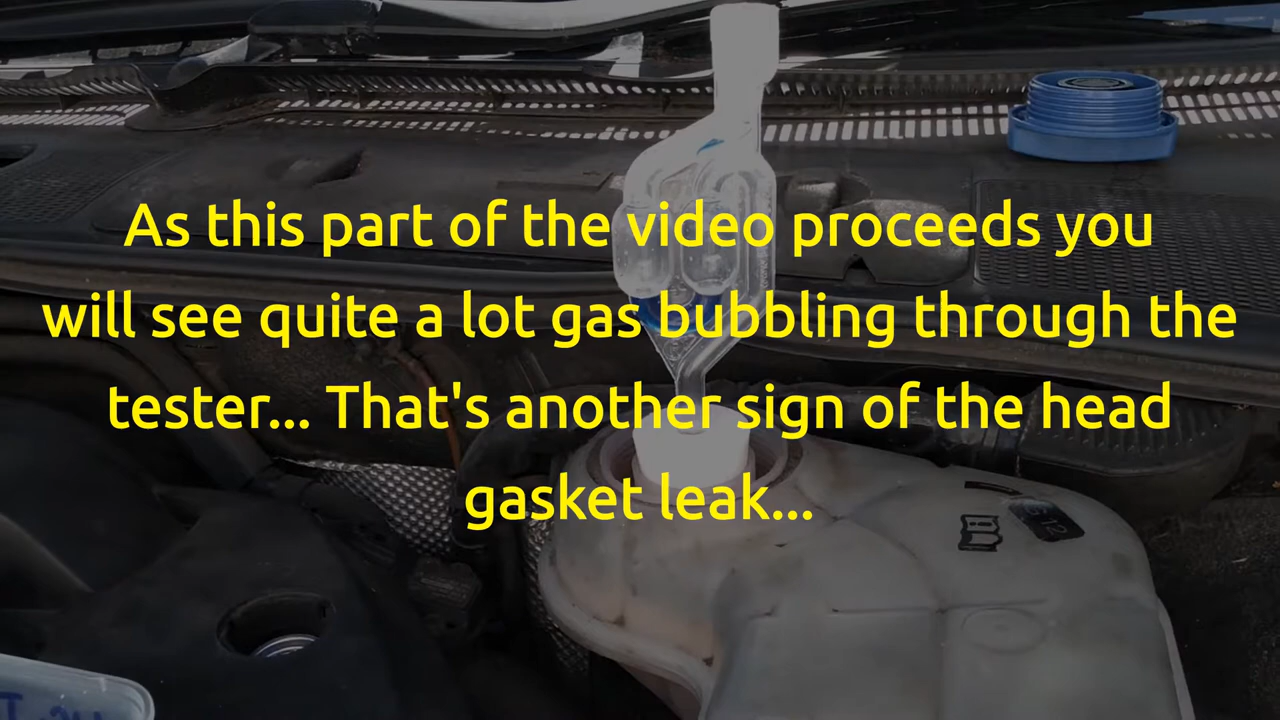 As this part of the video proceeds you
will see quite a lot gas bubbling through the
tester... That's another sign of the head
gasket leak...